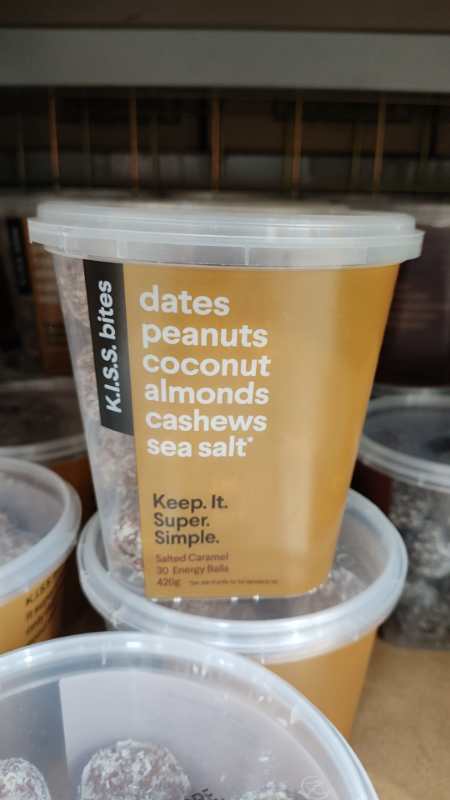 K.I.S.S. bites
dates
peanuts
coconut
almonds
cashews
sea salt*
Keep. It.
Super.
Simple.
Salted Caramel
30 Energy Balls
420g
K.I.S.S